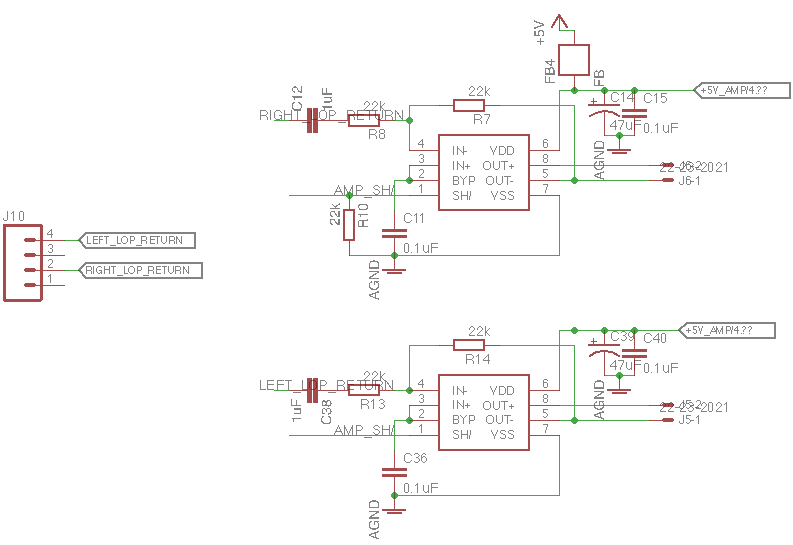 +5V
FB4
FB
C12
1uF
RIGHT_LOP_RETURN
22k
R8
22k
R7
C14
C15
+5V_AMP/4.??
47uF
0.1uF
AGND
4 IN- VDD 6
3 IN+ OUT+ 8
2 BYP OUT- 5
1 SH/ VSS 7
J6-2
22-23-2021
J6-1
AMP_SH/
22k
R10
C11
0.1uF
AGND
J10
4 LEFT_LOP_RETURN
3
2 RIGHT_LOP_RETURN
1
22k
R14
C39
C40
+5V_AMP/4.??
47uF
0.1uF
AGND
LEFT_LOP_RETURN
1uF
C38
22k
R13
4 IN- VDD 6
3 IN+ OUT+ 8
2 BYP OUT- 5
1 SH/ VSS 7
J5-2
22-23-2021
J5-1
AMP_SH/
C36
0.1uF
AGND